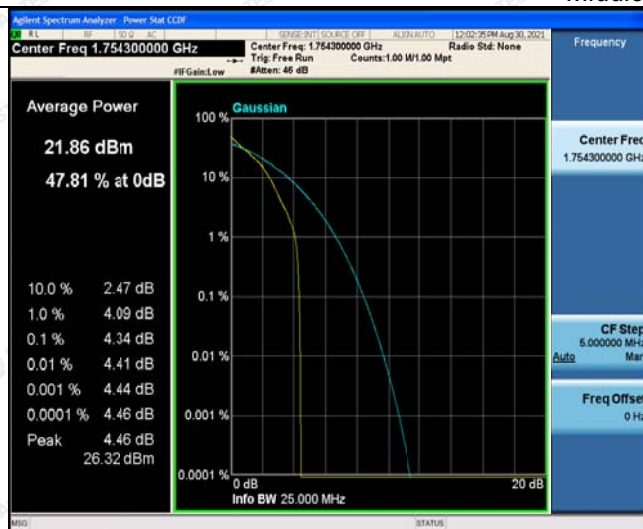 Agilent Spectrum Analyzer - Power Stat CCDF
RL RF 50 Ω AC SENSE:INT SOURCE OFF ALIGN AUTO 12:02:35 PM Aug 30, 2021
Center Freq 1.754300000 GHz
Center Freq: 1.754300000 GHz Radio Std: None
Trig: Free Run Counts:1.00 M/1.00 Mpt
#IFGain:Low #Atten: 46 dB
Frequency
Average Power
21.86 dBm
47.81 % at 0dB
10.0 % 2.47 dB
1.0 % 4.09 dB
0.1 % 4.34 dB
0.01 % 4.41 dB
0.001 % 4.44 dB
0.0001 % 4.46 dB
Peak 4.46 dB
26.32 dBm
Gaussian
100 %
10 %
1 %
0.1 %
0.01 %
0.001 %
0.0001 %
0 dB 20 dB
Info BW 25.000 MHz
Center Freq
1.754300000 GHz
CF Step
5.000000 MHz
Auto Man
Freq Offset
0 Hz
MSG STATUS